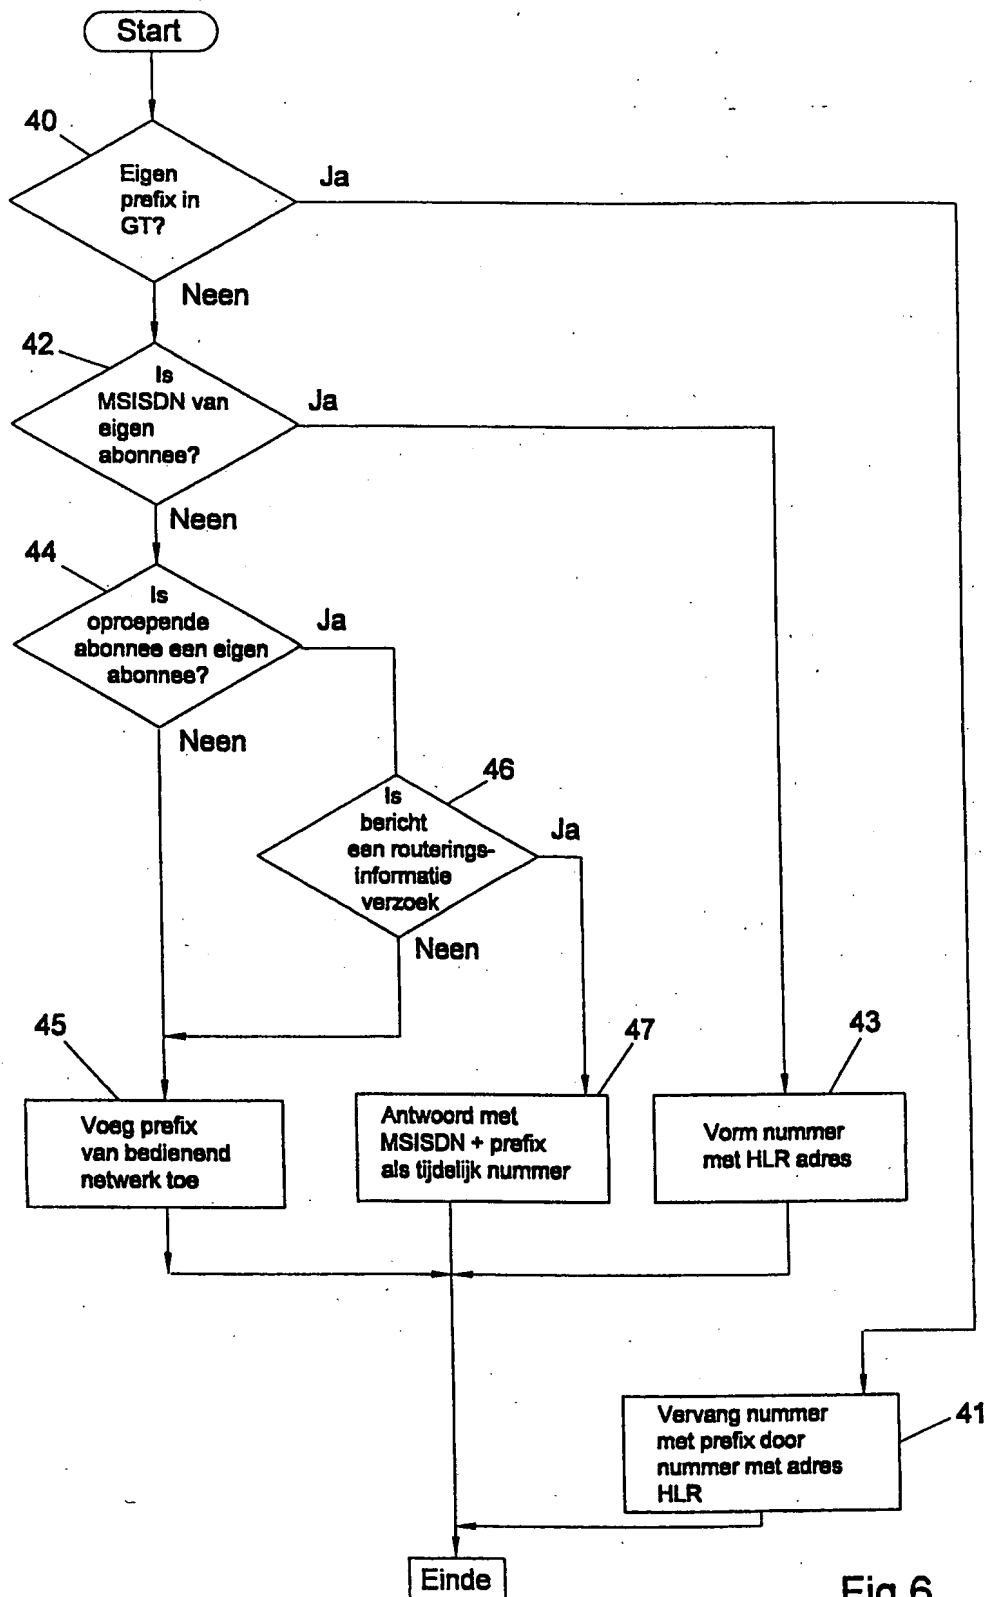 Start
40
Eigen
prefix in
GT?
Ja
Neen
42
Is
MSISDN van
eigen
abonnee?
Ja
Neen
44
Is
oproepende
abonnee een eigen
abonnee?
Ja
Neen
46
Is
bericht
een routerings-
informatie
verzoek
Ja
Neen
45
Voeg prefix
van bedienend
netwerk toe
47
Antwoord met
MSISDN + prefix
als tijdelijk nummer
43
Vorm nummer
met HLR adres
41
Vervang nummer
met prefix door
nummer met adres
HLR
Einde
Fig 6